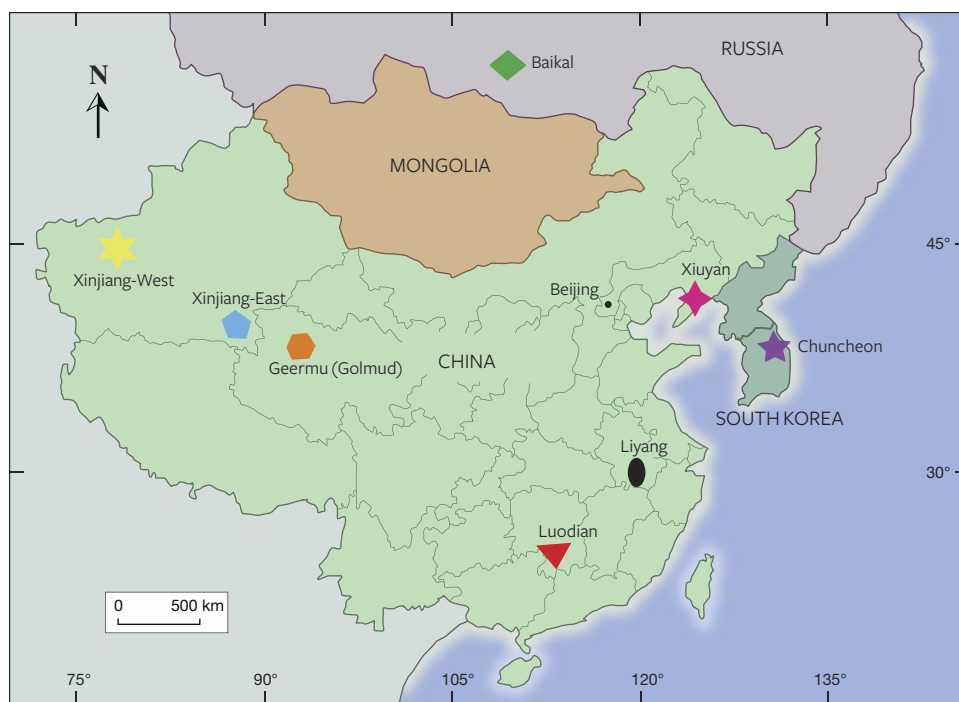 RUSSIA
Baikal
N
MONGOLIA
45°
Xiuyan
Xinjiang-West
Beijing
Xinjiang-East
Chuncheon
CHINA
Geermu (Golmud)
SOUTH KOREA
Liyang
30°
Luodian
0 500 km
75° 90° 105° 120° 135°